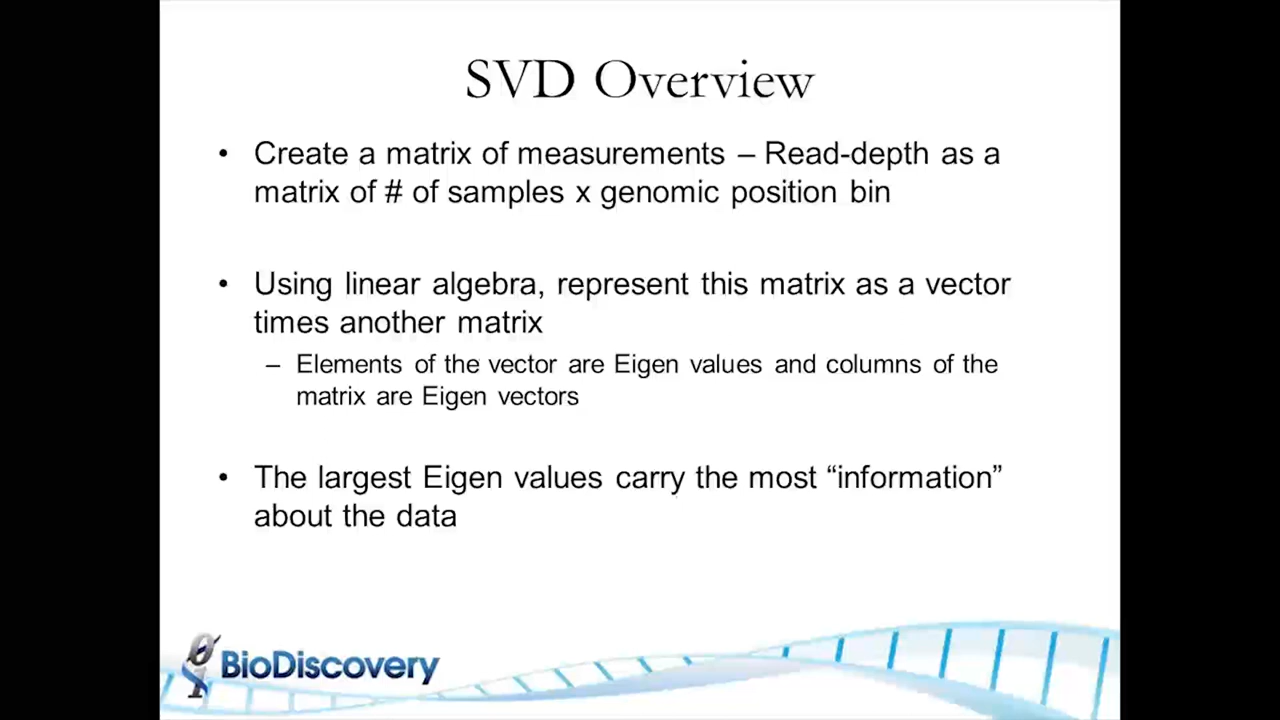 SVD Overview
• Create a matrix of measurements – Read-depth as a
matrix of # of samples x genomic position bin
• Using linear algebra, represent this matrix as a vector
times another matrix
– Elements of the vector are Eigen values and columns of the
matrix are Eigen vectors
• The largest Eigen values carry the most “information”
about the data
BioDiscovery